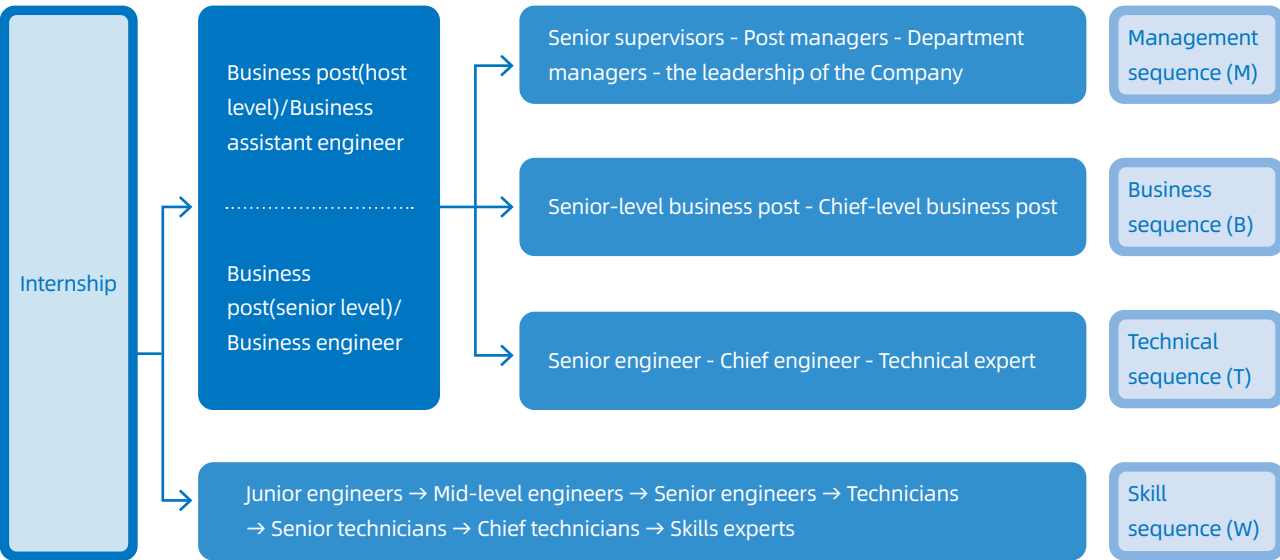 Internship
Business post(host
level)/Business
assistant engineer
Business
post(senior level)/
Business engineer
Senior supervisors - Post managers - Department
managers - the leadership of the Company
Management
sequence (M)
Senior-level business post - Chief-level business post
Business
sequence (B)
Senior engineer - Chief engineer - Technical expert
Technical
sequence (T)
Junior engineers → Mid-level engineers → Senior engineers → Technicians
→ Senior technicians → Chief technicians → Skills experts
Skill
sequence (W)